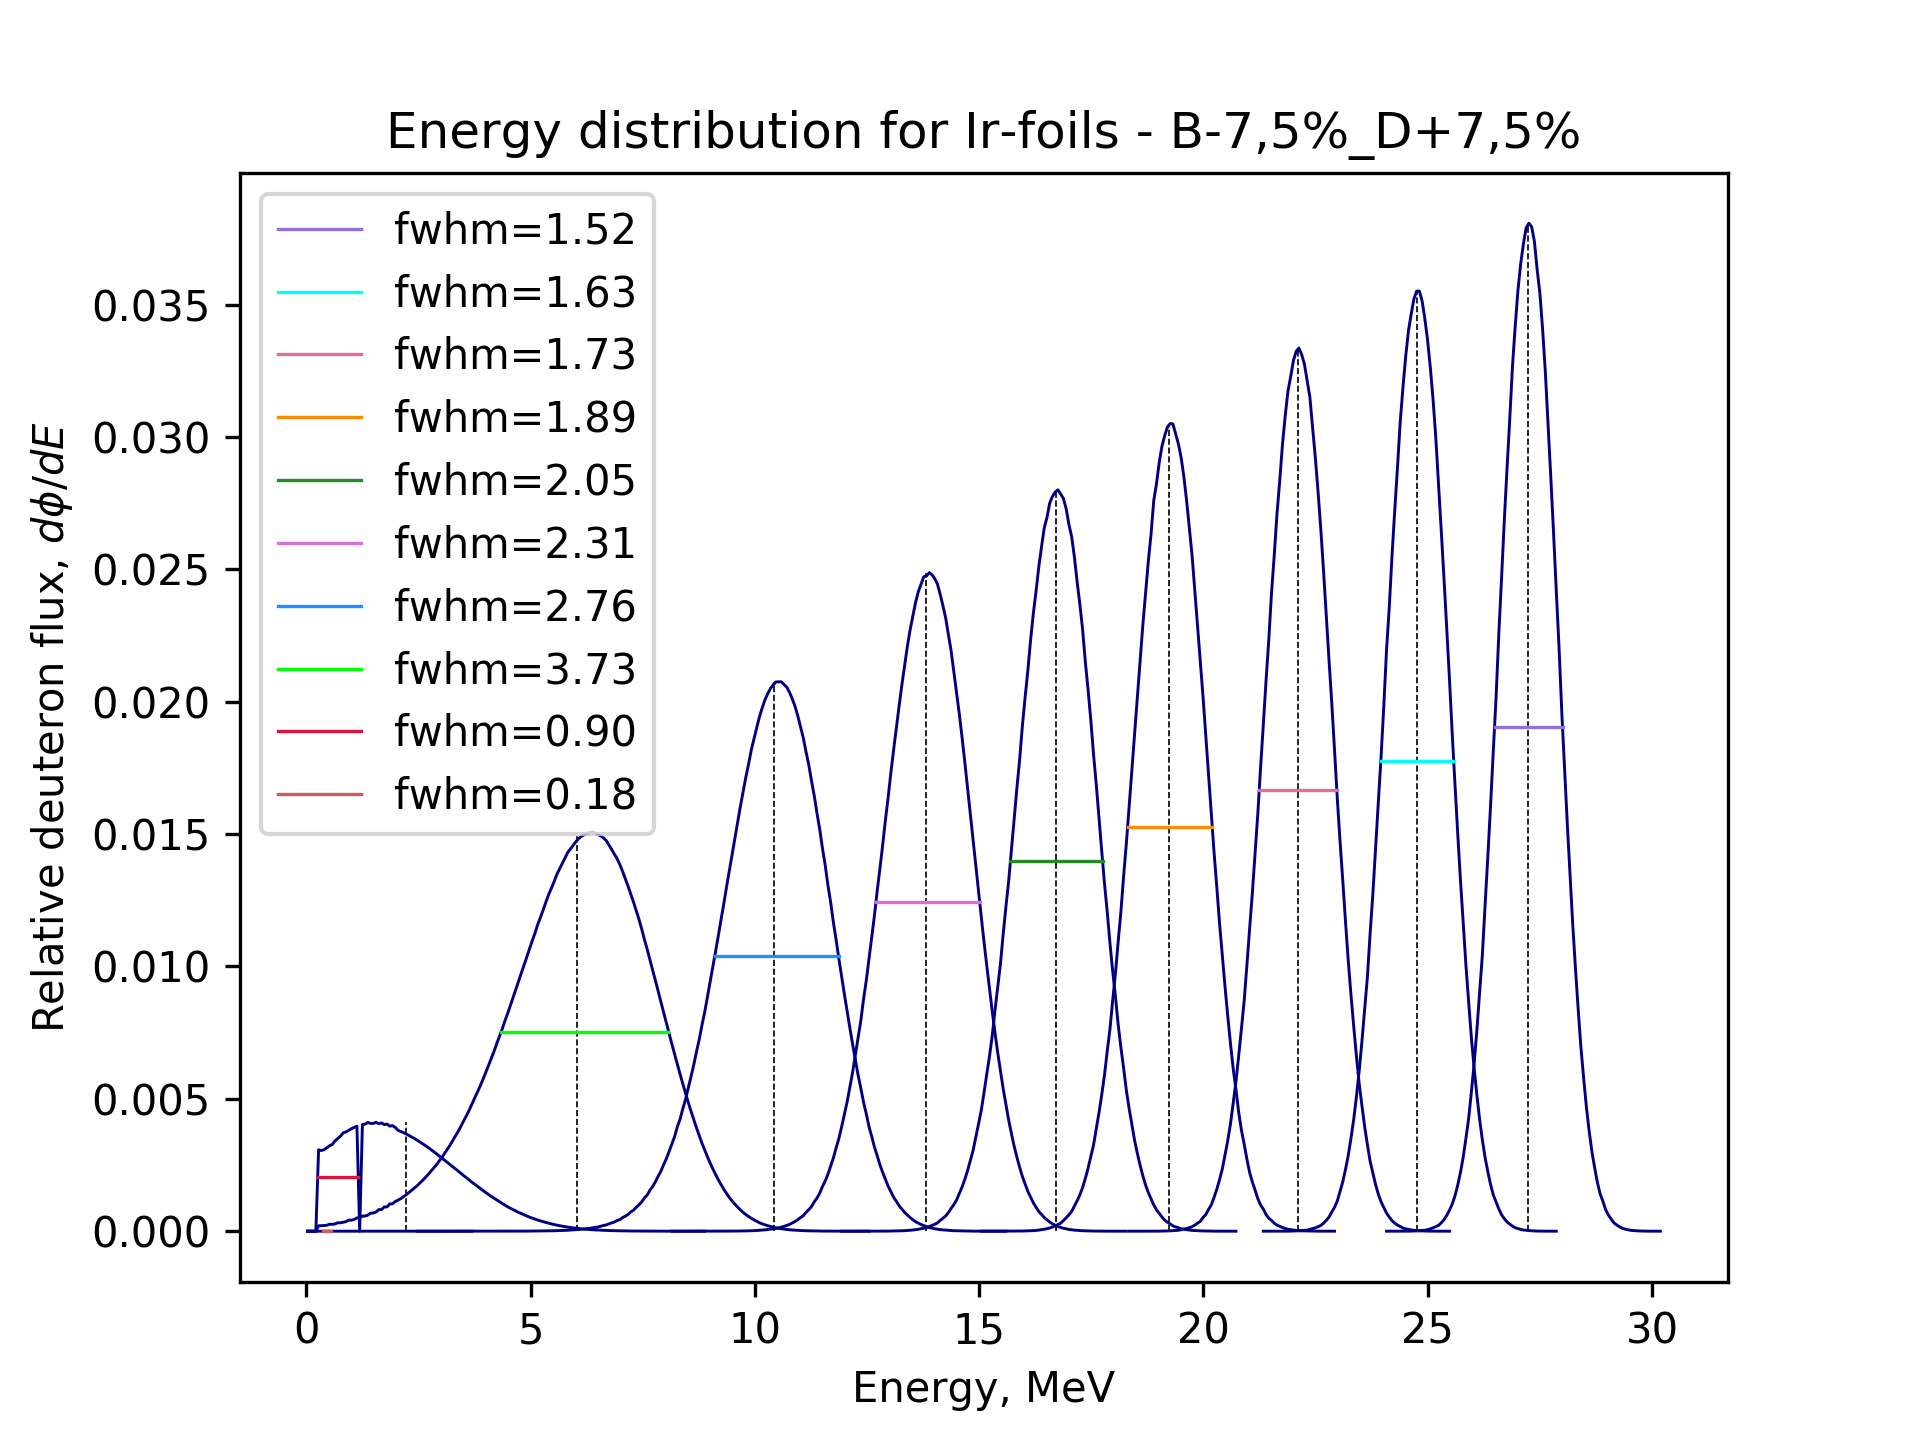 Energy distribution for Ir-foils - B-7,5%_D+7,5%
fwhm=1.52
fwhm=1.63
fwhm=1.73
fwhm=1.89
fwhm=2.05
fwhm=2.31
fwhm=2.76
fwhm=3.73
fwhm=0.90
fwhm=0.18
Relative deuteron flux, dϕ/dE
0.035
0.030
0.025
0.020
0.015
0.010
0.005
0.000
0 5 10 15 20 25 30
Energy, MeV